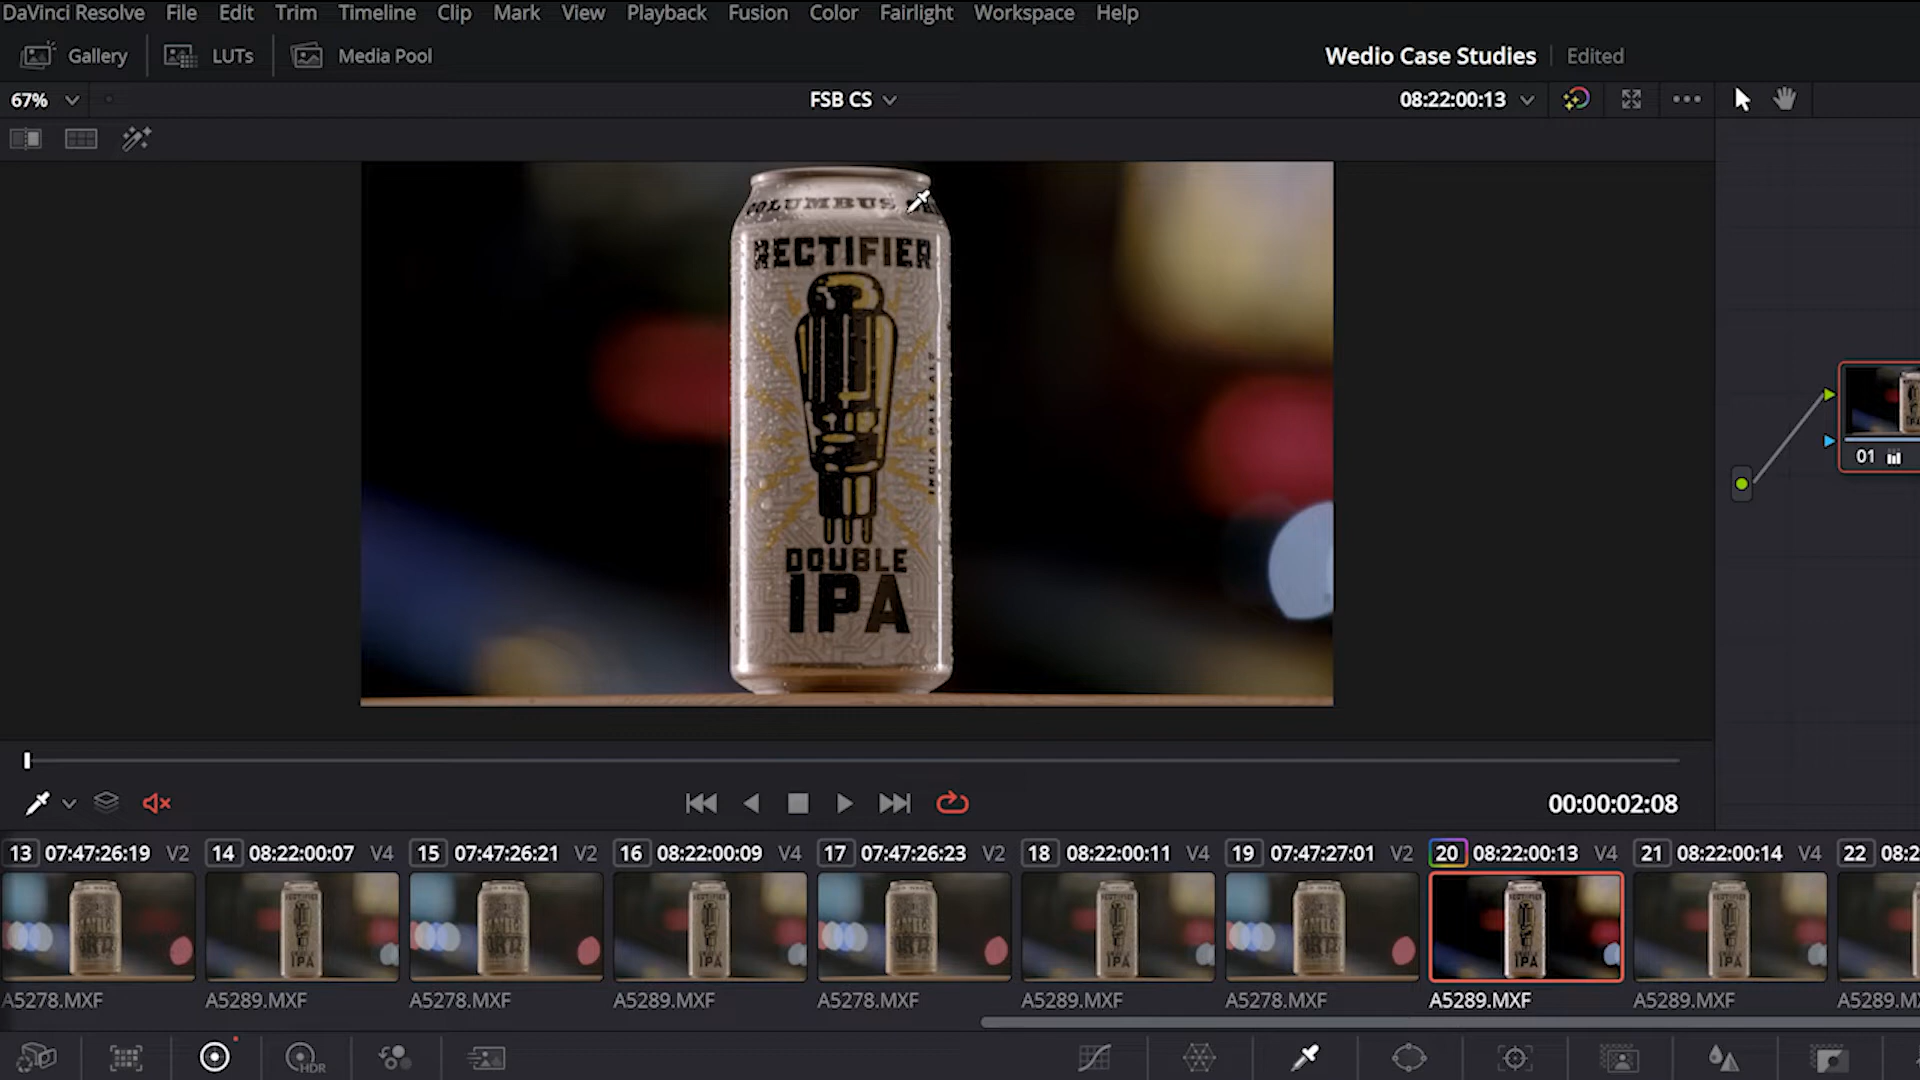 DaVinci Resolve File Edit Trim Timeline Clip Mark View Playback Fusion Color Fairlight Workspace Help
Gallery LUTs Media Pool Wedio Case Studies Edited
67% FSB CS 08:22:00:13
COLUMBUS
RECTIFIER
INDIA PALE ALE
DOUBLE
IPA
01
00:00:02:08
13 07:47:26:19 V2 14 08:22:00:07 V4 15 07:47:26:21 V2 16 08:22:00:09 V4 17 07:47:26:23 V2 18 08:22:00:11 V4 19 07:47:27:01 V2 20 08:22:00:13 V4 21 08:22:00:14 V4 22 08:2
A5278.MXF A5289.MXF A5278.MXF A5289.MXF A5278.MXF A5289.MXF A5278.MXF A5289.MXF A5289.MXF A5289.M
HDR